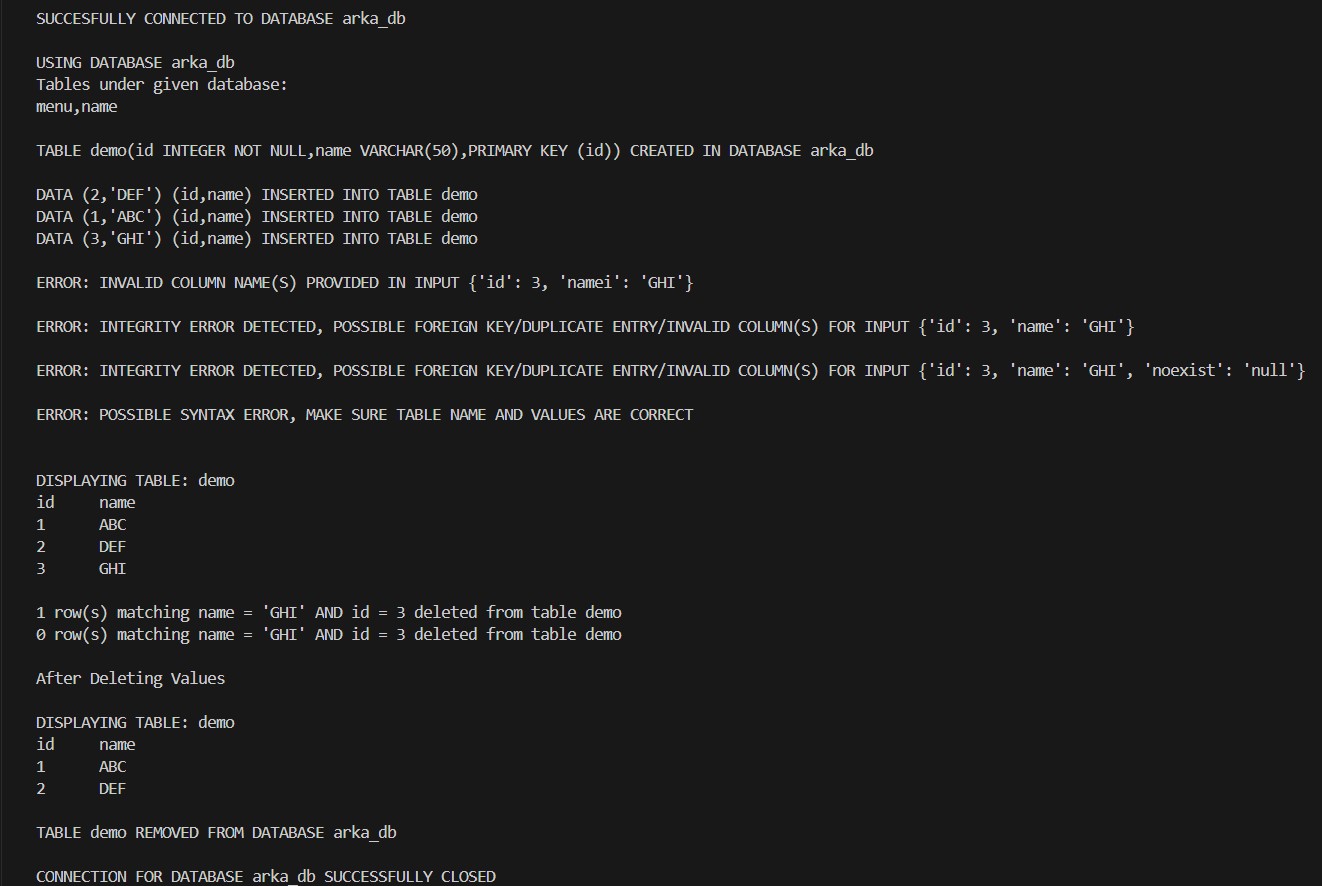 SUCCESFULLY CONNECTED TO DATABASE arka_db
USING DATABASE arka_db
Tables under given database:
menu,name
TABLE demo(id INTEGER NOT NULL,name VARCHAR(50),PRIMARY KEY (id)) CREATED IN DATABASE arka_db
DATA (2,'DEF') (id,name) INSERTED INTO TABLE demo
DATA (1,'ABC') (id,name) INSERTED INTO TABLE demo
DATA (3,'GHI') (id,name) INSERTED INTO TABLE demo
ERROR: INVALID COLUMN NAME(S) PROVIDED IN INPUT {'id': 3, 'namei': 'GHI'}
ERROR: INTEGRITY ERROR DETECTED, POSSIBLE FOREIGN KEY/DUPLICATE ENTRY/INVALID COLUMN(S) FOR INPUT {'id': 3, 'name': 'GHI'}
ERROR: INTEGRITY ERROR DETECTED, POSSIBLE FOREIGN KEY/DUPLICATE ENTRY/INVALID COLUMN(S) FOR INPUT {'id': 3, 'name': 'GHI', 'noexist': 'null'}
ERROR: POSSIBLE SYNTAX ERROR, MAKE SURE TABLE NAME AND VALUES ARE CORRECT
DISPLAYING TABLE: demo
id name
1 ABC
2 DEF
3 GHI
1 row(s) matching name = 'GHI' AND id = 3 deleted from table demo
0 row(s) matching name = 'GHI' AND id = 3 deleted from table demo
After Deleting Values
DISPLAYING TABLE: demo
id name
1 ABC
2 DEF
TABLE demo REMOVED FROM DATABASE arka_db
CONNECTION FOR DATABASE arka_db SUCCESSFULLY CLOSED